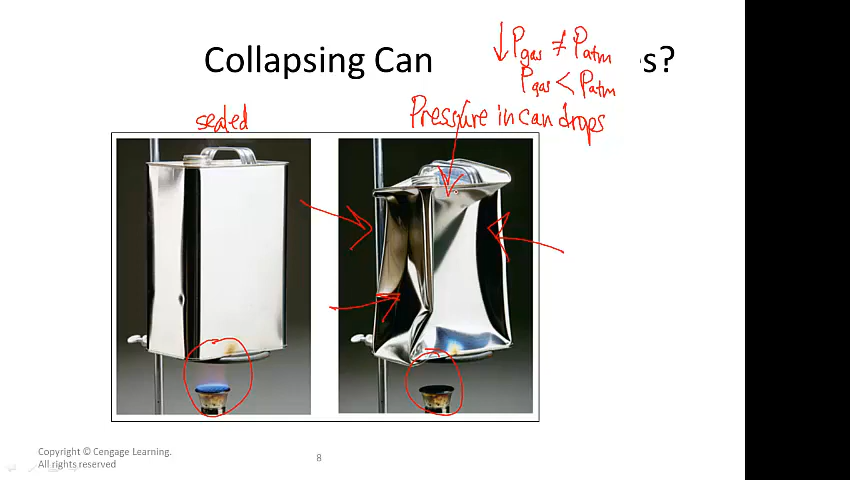 Collapsing Can
s?
↓Pgas ≠ Patm
Pgas < Patm
sealed
Pressure in can drops
Copyright © Cengage Learning.
All rights reserved
8